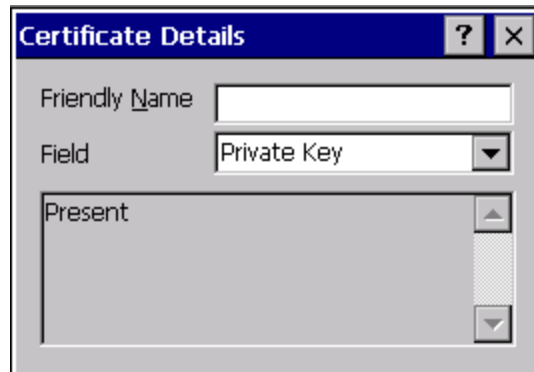 Certificate Details ? ×
Friendly Name
Field Private Key
Present